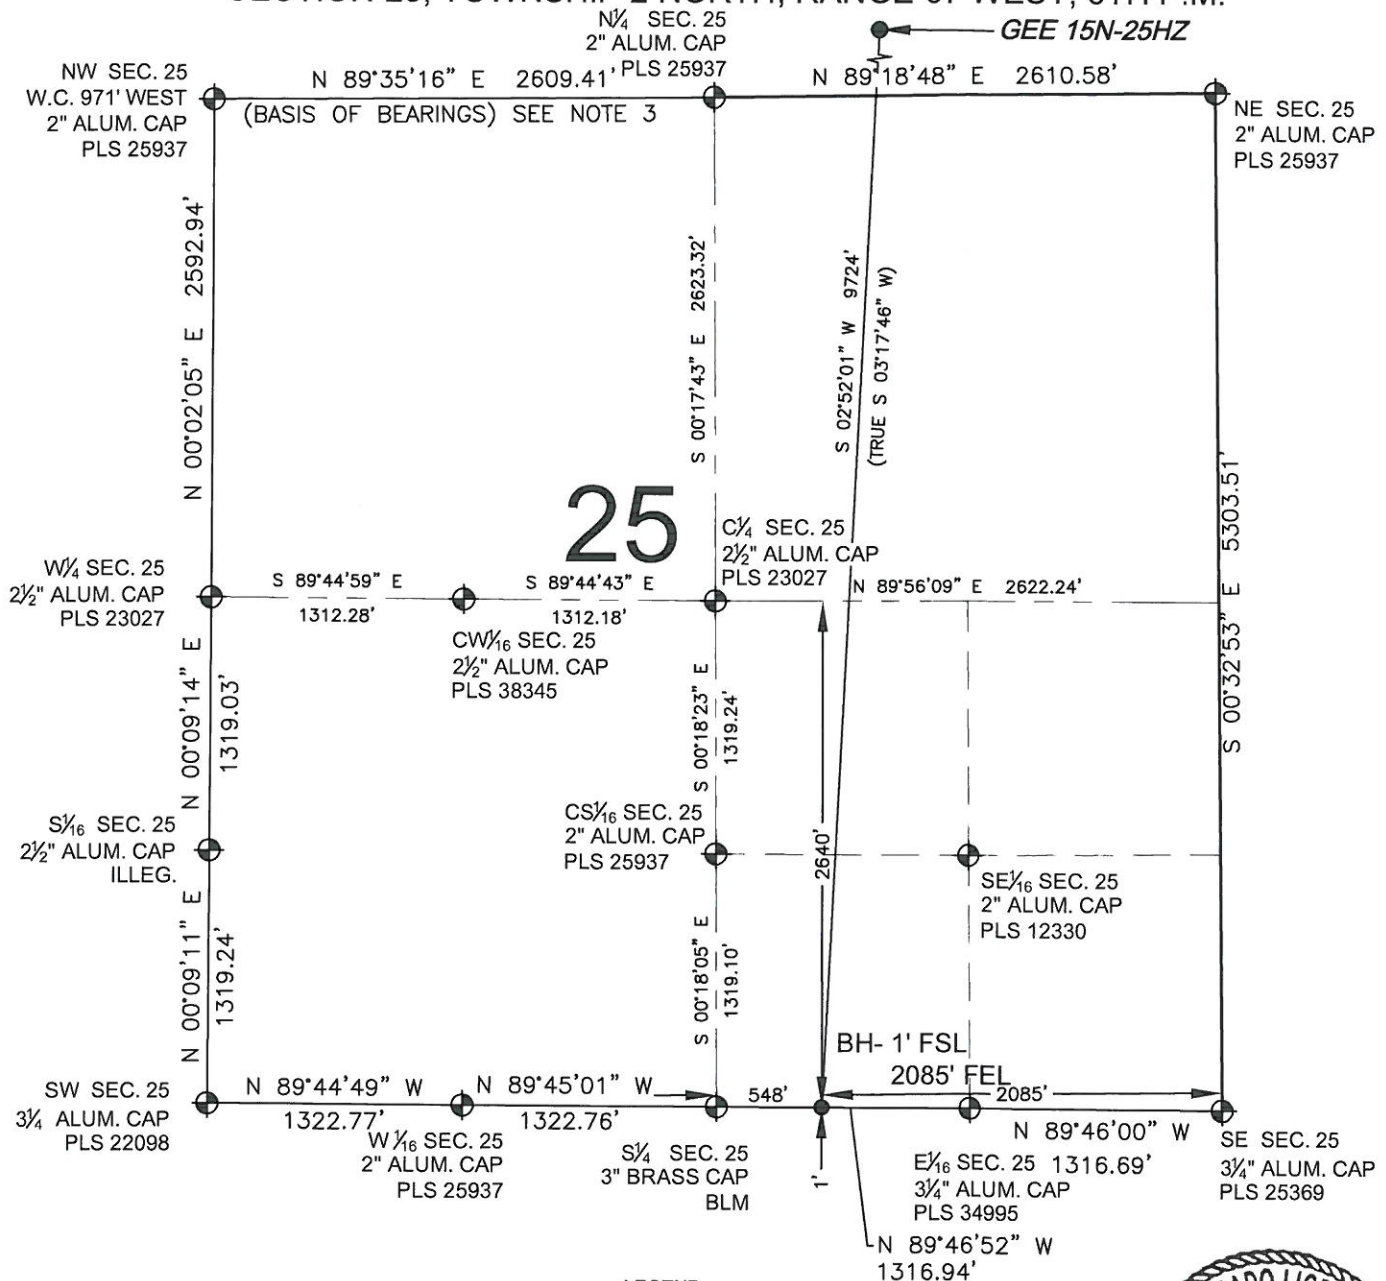 N¼ SEC. 25
2" ALUM. CAP
PLS 25937
GEE 15N-25HZ
NW SEC. 25
W.C. 971' WEST
2" ALUM. CAP
PLS 25937
N 89°35'16" E 2609.41'
(BASIS OF BEARINGS) SEE NOTE 3
N 89°18'48" E 2610.58'
NE SEC. 25
2" ALUM. CAP
PLS 25937
N 00°02'05" E 2592.94'
S 00°17'43" E 2623.32'
S 02°52'01" W 9724'
(TRUE S 03°17'46" W)
S 00°32'53" E 5303.51'
25
C¼ SEC. 25
2½" ALUM. CAP
PLS 23027
W¼ SEC. 25
2½" ALUM. CAP
PLS 23027
S 89°44'59" E
1312.28'
S 89°44'43" E
1312.18'
N 89°56'09" E 2622.24'
CW1/16 SEC. 25
2½" ALUM. CAP
PLS 38345
N 00°09'14" E
1319.03'
S 00°18'23" E
1319.24'
2640'
S1/16 SEC. 25
2½" ALUM. CAP
ILLEG.
CS1/16 SEC. 25
2" ALUM. CAP
PLS 25937
SE1/16 SEC. 25
2" ALUM. CAP
PLS 12330
N 00°09'11" E
1319.24'
S 00°18'05" E
1319.10'
BH- 1' FSL
2085' FEL
SW SEC. 25
3¼ ALUM. CAP
PLS 22098
N 89°44'49" W
1322.77'
N 89°45'01" W
1322.76'
548'
2085'
N 89°46'00" W
1316.69'
W 1/16 SEC. 25
2" ALUM. CAP
PLS 25937
S¼ SEC. 25
3" BRASS CAP
BLM
1'
E1/16 SEC. 25
3¼" ALUM. CAP
PLS 34995
SE SEC. 25
3¼" ALUM. CAP
PLS 25369
N 89°46'52" W
1316.94'